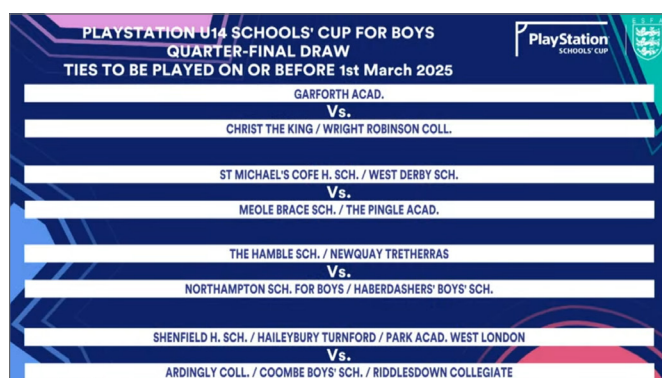 PLAYSTATION U14 SCHOOLS' CUP FOR BOYS
QUARTER-FINAL DRAW
TIES TO BE PLAYED ON OR BEFORE 1st March 2025
PlayStation
SCHOOLS' CUP
ESFA
GARFORTH ACAD.
Vs.
CHRIST THE KING / WRIGHT ROBINSON COLL.
ST MICHAEL'S COFE H. SCH. / WEST DERBY SCH.
Vs.
MEOLE BRACE SCH. / THE PINGLE ACAD.
THE HAMBLE SCH. / NEWQUAY TRETHERRAS
Vs.
NORTHAMPTON SCH. FOR BOYS / HABERDASHERS' BOYS' SCH.
SHENFIELD H. SCH. / HAILEYBURY TURNFORD / PARK ACAD. WEST LONDON
Vs.
ARDINGLY COLL. / COOMBE BOYS' SCH. / RIDDLESDOWN COLLEGIATE